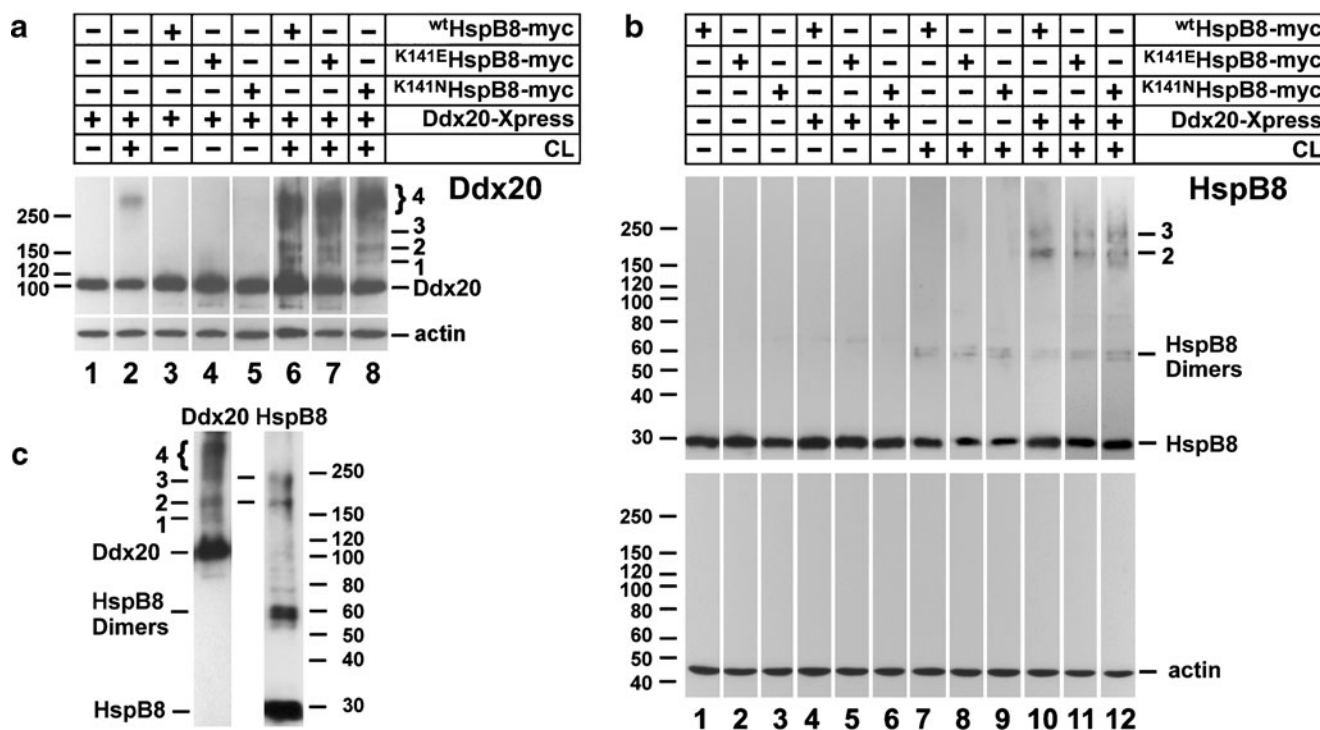 a
− − + − − + − − wtHspB8-myc
− − − + − − + − K141EHspB8-myc
− − − − + − − + K141NHspB8-myc
+ + + + + + + + Ddx20-Xpress
− + − − − + + + CL
Ddx20
250
150
120
100
4
3
2
1
Ddx20
actin
1 2 3 4 5 6 7 8
b
+ − − + − − + − − + − − wtHspB8-myc
− + − − + − − + − − + − K141EHspB8-myc
− − + − − + − − + − − + K141NHspB8-myc
− − − + + + − − − + + + Ddx20-Xpress
− − − − − − + + + + + + CL
HspB8
250
150
120
100
80
60
50
40
30
3
2
HspB8
Dimers
HspB8
250
150
120
100
80
60
50
40
actin
1 2 3 4 5 6 7 8 9 10 11 12
c
Ddx20 HspB8
4
3
2
1
Ddx20
HspB8
Dimers
HspB8
250
150
120
100
80
60
50
40
30